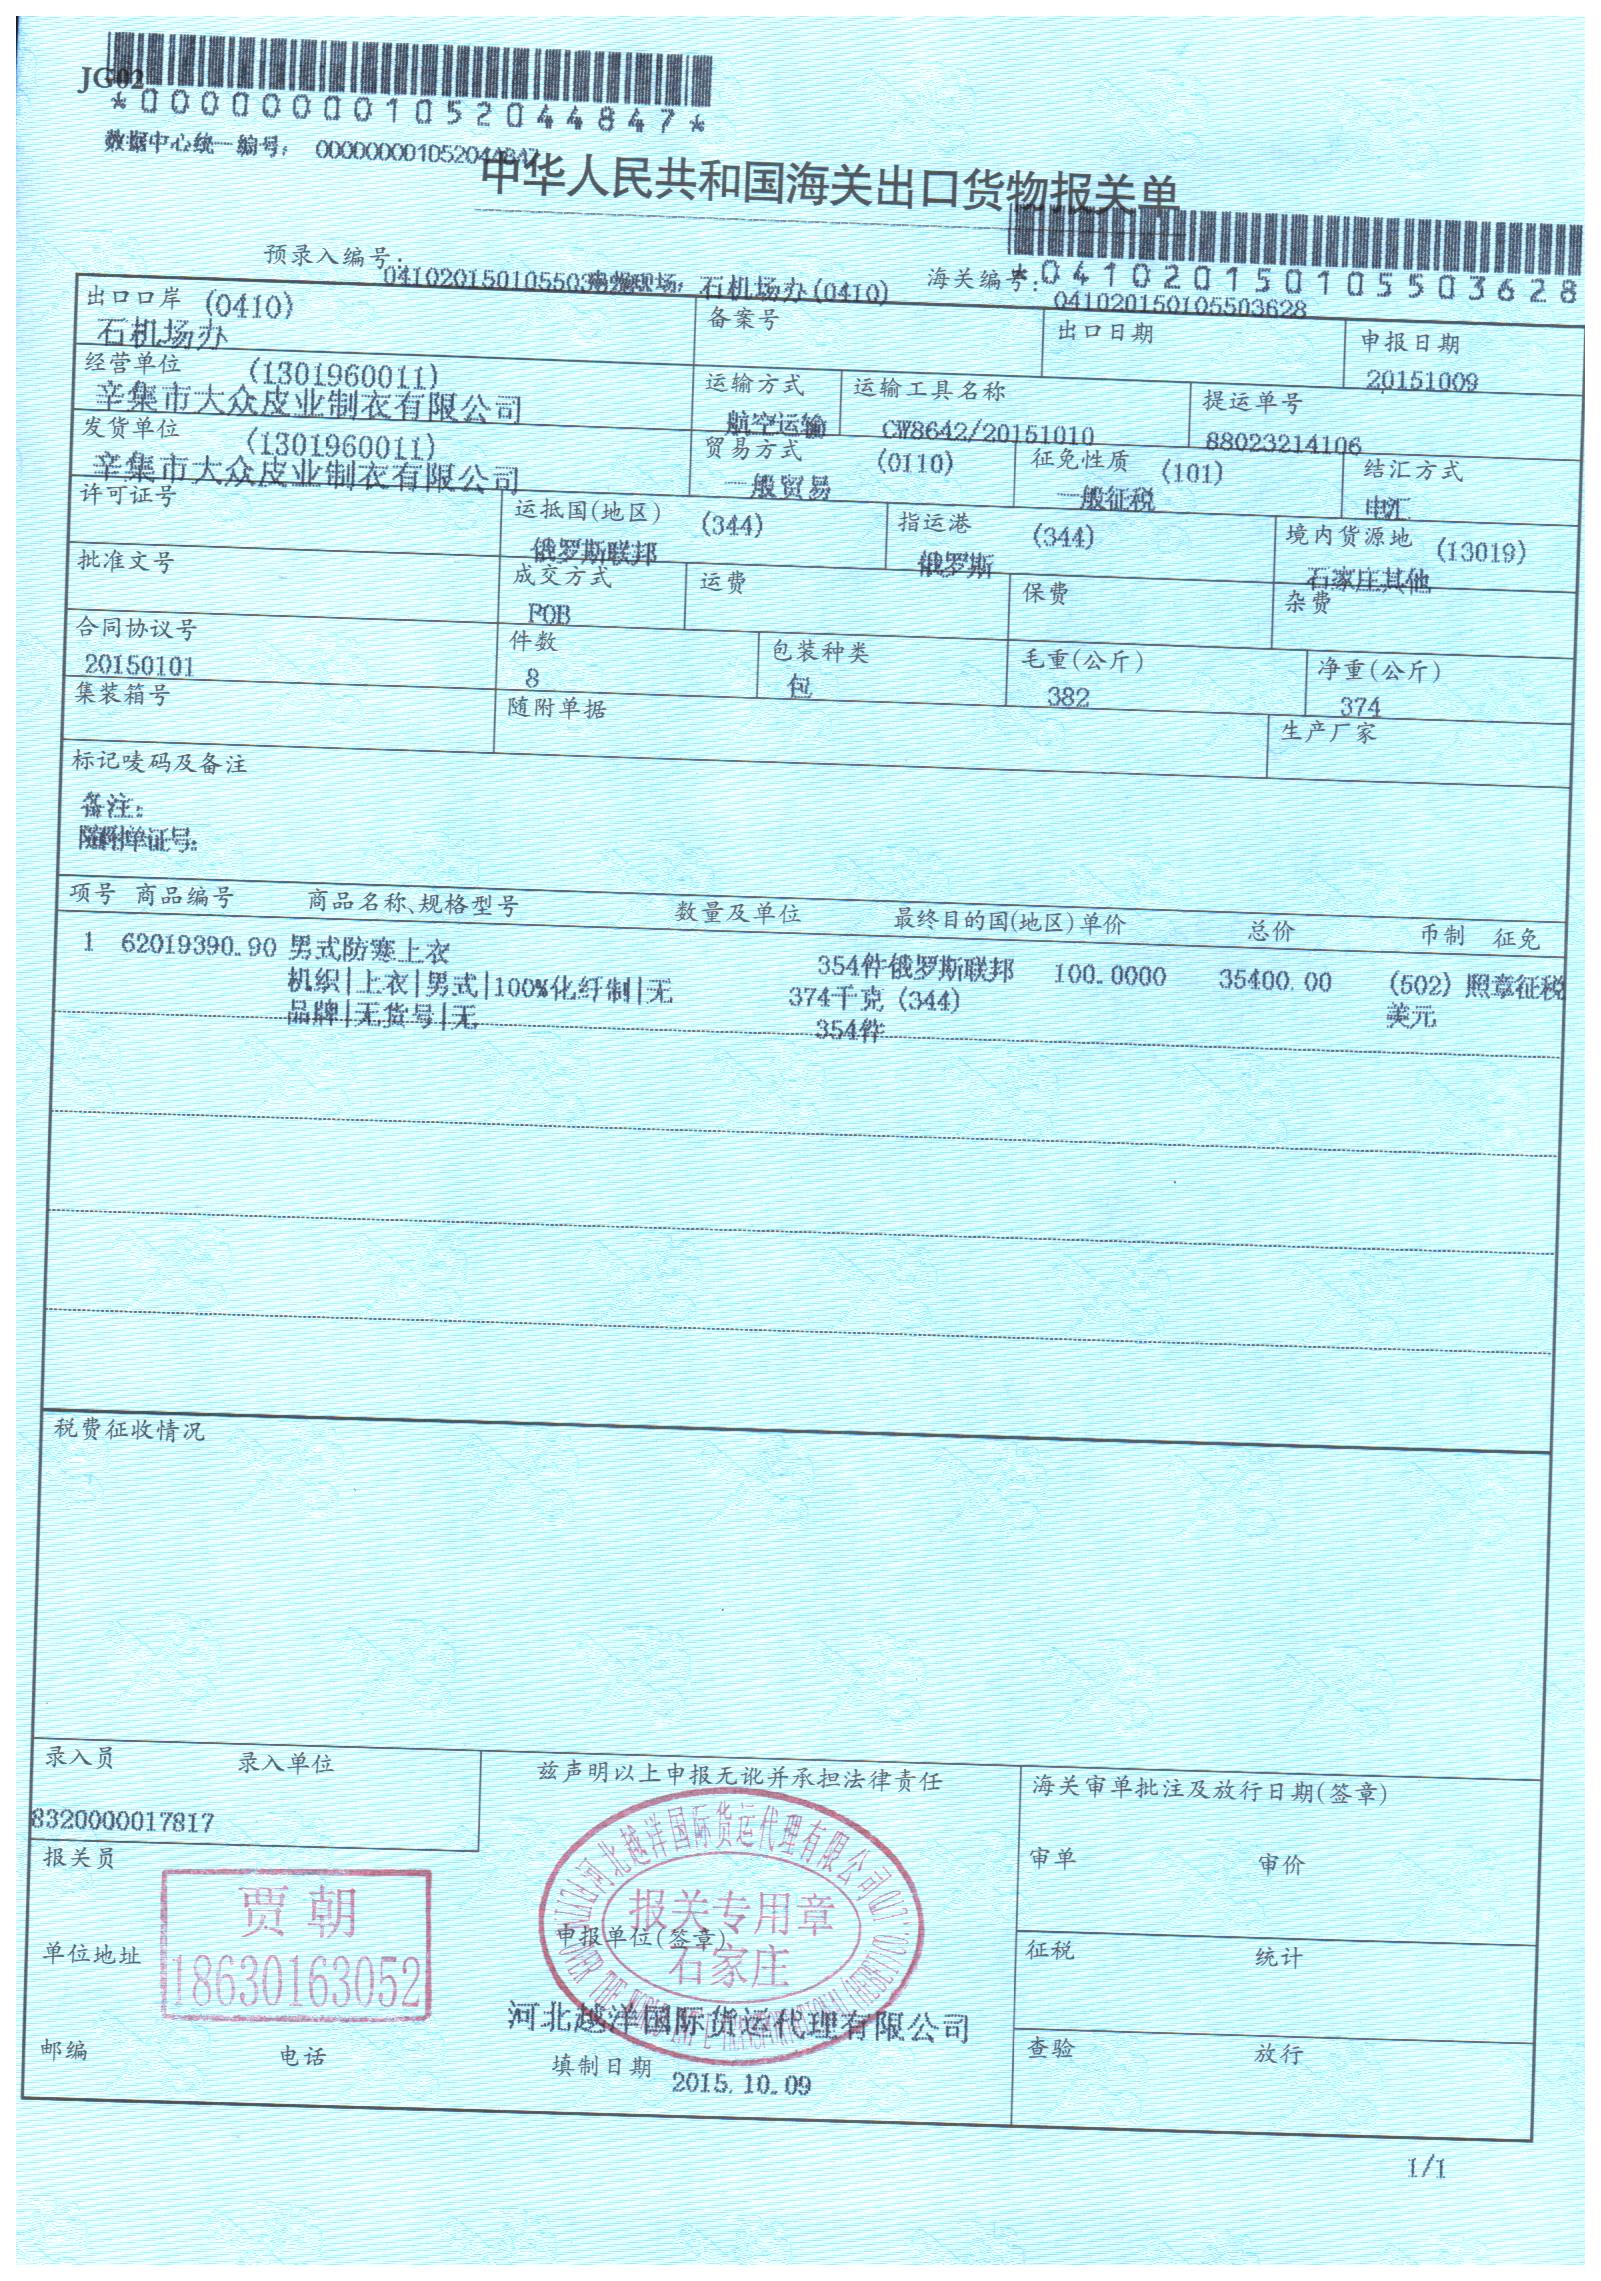 JG02
*000000001052044847*
数据中心统一编号: 000000001052044847
中华人民共和国海关出口货物报关单
预录入编号: 041020150105503628 申报现场: 石机场办(0410) 海关编号: 041020150105503628
*041020150105503628
出口口岸 (0410) 备案号 出口日期 申报日期
石机场办 20151009
经营单位 (1301960011) 运输方式 运输工具名称 提运单号
辛集市大众皮业制衣有限公司 航空运输 CW8642/20151010 88023214106
发货单位 (1301960011) 贸易方式 (0110) 征免性质 (101) 结汇方式
辛集市大众皮业制衣有限公司 一般贸易 一般征税 电汇
许可证号 运抵国(地区) (344) 指运港 (344) 境内货源地 (13019)
俄罗斯联邦 俄罗斯 石家庄其他
批准文号 成交方式 运费 保费 杂费
FOB
合同协议号 件数 包装种类 毛重(公斤) 净重(公斤)
20150101 8 包 382 374
集装箱号 随附单据 生产厂家
标记唛码及备注
备注:
随附单证号:
项号 商品编号 商品名称、规格型号 数量及单位 最终目的国(地区) 单价 总价 币制 征免
1 62019390.90 男式防寒上衣 354件 俄罗斯联邦 100.0000 35400.00 (502) 照章征税
机织|上衣|男式|100%化纤制|无 374千克 (344) 美元
品牌|无货号|无 354件
税费征收情况
录入员 录入单位 兹声明以上申报无讹并承担法律责任 海关审单批注及放行日期(签章)
8320000017817
报关员 审单 审价
贾朝
18630163052
河北越洋国际货运代理有限公司
报关专用章
石家庄
单位地址 申报单位(签章) 征税 统计
河北越洋国际货运代理有限公司
邮编 电话 填制日期 2015.10.09 查验 放行
1/1